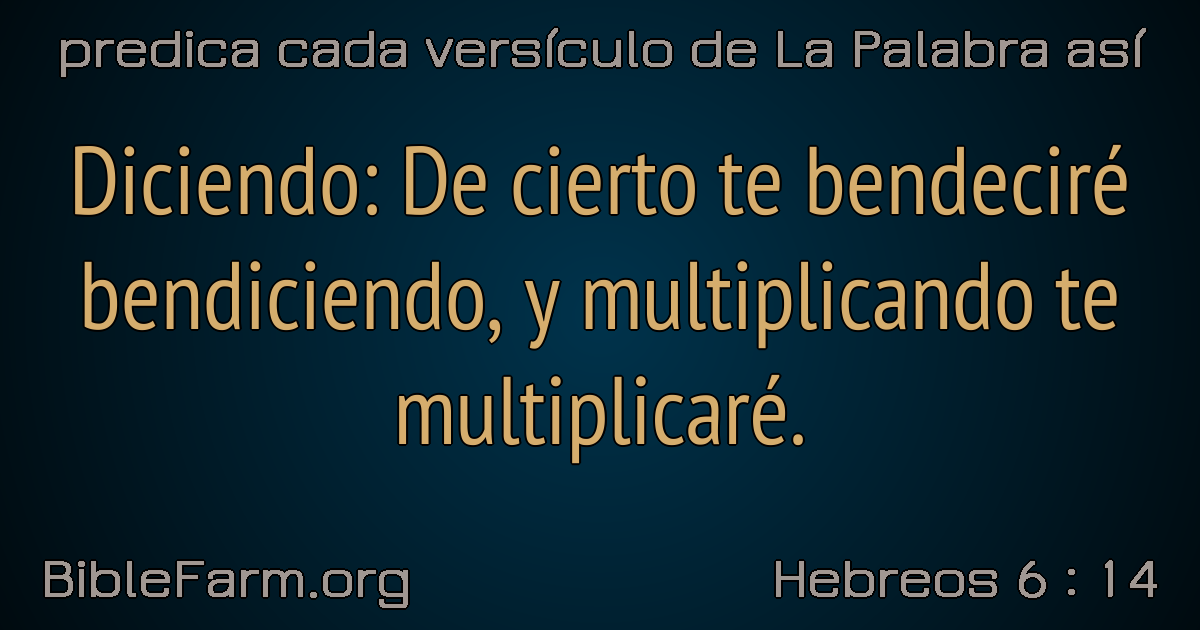 predica cada versículo de La Palabra así
Diciendo: De cierto te bendeciré
bendiciendo, y multiplicando te
multiplicaré.
BibleFarm.org
Hebreos 6 : 14